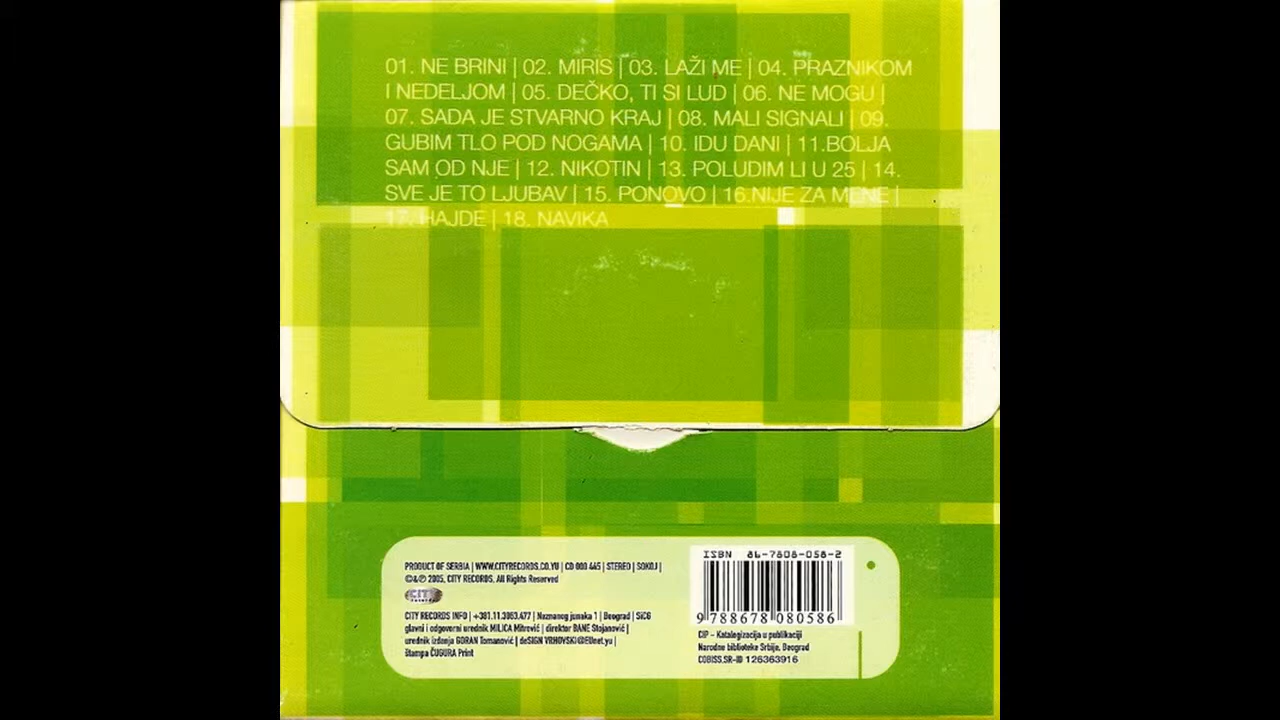 01. NE BRINI | 02. MIRIS | 03. LAŽI ME | 04. PRAZNIKOM
I NEDELJOM | 05. DEČKO, TI SI LUD | 06. NE MOGU |
07. SADA JE STVARNO KRAJ | 08. MALI SIGNALI | 09.
GUBIM TLO POD NOGAMA | 10. IDU DANI | 11.BOLJA
SAM OD NJE | 12. NIKOTIN | 13. POLUDIM LI U 25 | 14.
SVE JE TO LJUBAV | 15. PONOVO | 16.NIJE ZA MENE |
17. HAJDE | 18. NAVIKA
PRODUCT OF SERBIA | WWW.CITYRECORDS.CO.YU | CD 000 445 | STEREO | SOKOJ |
©&℗ 2005, CITY RECORDS, All Rights Reserved
CITY
CITY RECORDS INFO | +381.11.3063.477 | Neznanog junaka 1 | Beograd | SiCG
glavni i odgovorni urednik MILICA Mitrović | direktor BANE Stojanović |
urednik izdanja GORAN Tomanović | deSIGN VRHOVSKI@EUnet.yu |
štampa ČUGURA Print
ISBN 86-7808-058-2
9 788678 080586
CIP - Katalogizacija u publikaciji
Narodne biblioteke Srbije, Beograd
COBISS.SR-ID 126363916